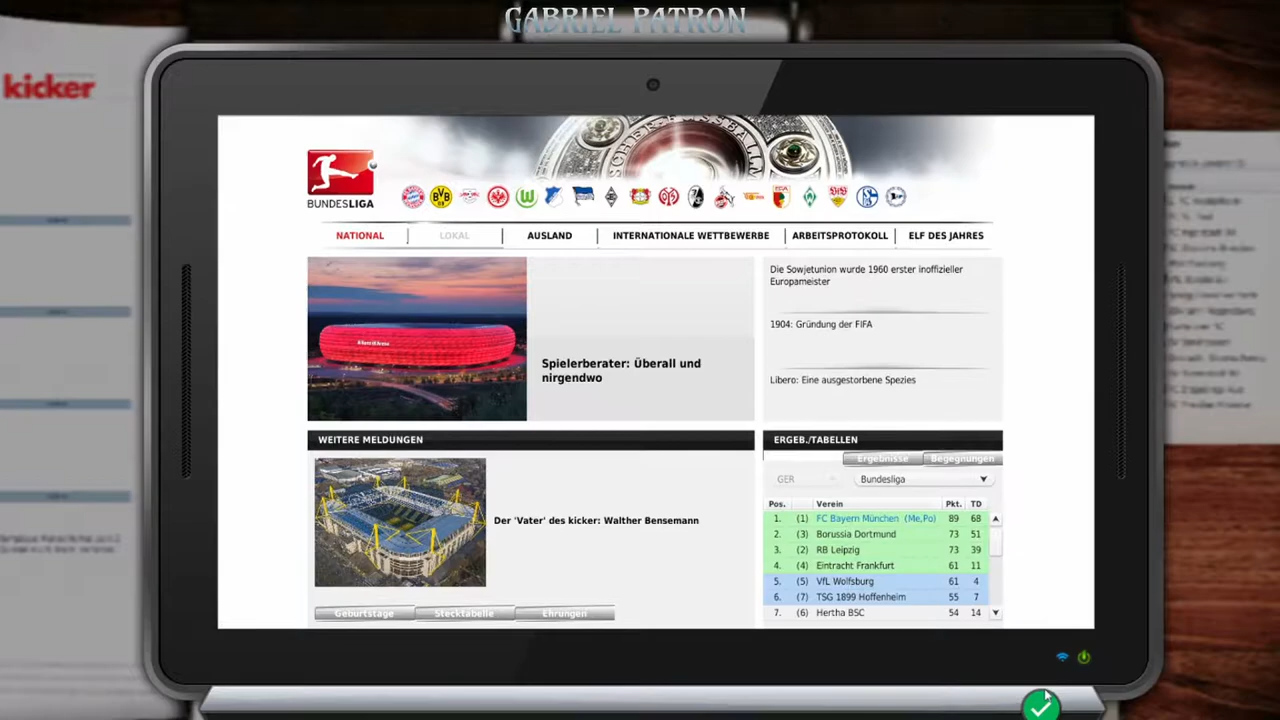 GABRIEL PATRON
kicker
BUNDESLIGA
NATIONAL
LOKAL
AUSLAND
INTERNATIONALE WETTBEWERBE
ARBEITSPROTOKOLL
ELF DES JAHRES
Spielerberater: Überall und
nirgendwo
Die Sowjetunion wurde 1960 erster inoffizieller
Europameister
1904: Gründung der FIFA
Libero: Eine ausgestorbene Spezies
WEITERE MELDUNGEN
Der 'Vater' des kicker: Walther Bensemann
Geburtstage
Stecktabelle
Ehrungen
ERGEB./TABELLEN
Ergebnisse
Begegnungen
GER
Bundesliga
Pos. Verein Pkt. TD
1. (1) FC Bayern München (Me,Po) 89 68
2. (3) Borussia Dortmund 73 51
3. (2) RB Leipzig 73 39
4. (4) Eintracht Frankfurt 61 11
5. (5) VfL Wolfsburg 61 4
6. (7) TSG 1899 Hoffenheim 55 7
7. (6) Hertha BSC 54 14